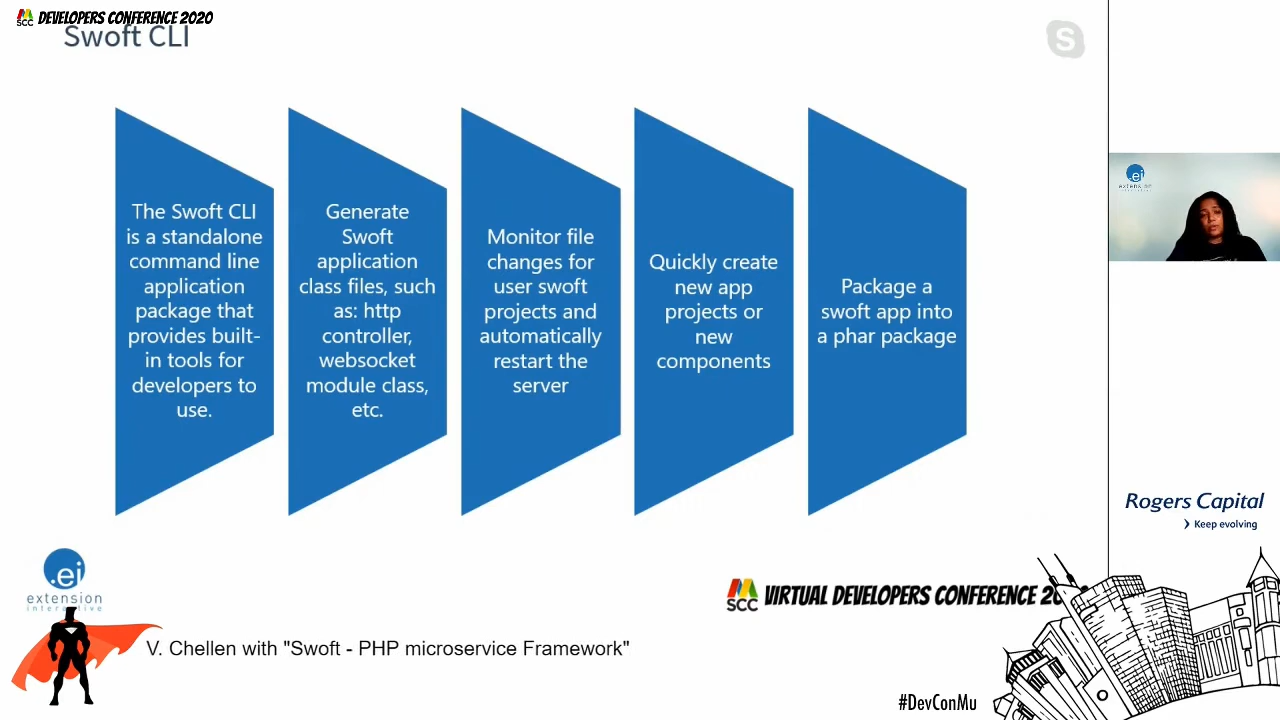 SCC DEVELOPERS CONFERENCE 2020
Swoft CLI
S
The Swoft CLI
is a standalone
command line
application
package that
provides built-
in tools for
developers to
use.
Generate
Swoft
application
class files, such
as: http
controller,
websocket
module class,
etc.
Monitor file
changes for
user swoft
projects and
automatically
restart the
server
Quickly create
new app
projects or
new
components
Package a
swoft app into
a phar package
.ei
extension
interactive
Rogers Capital
Keep evolving
.ei
extension
interactive
SCC VIRTUAL DEVELOPERS CONFERENCE 20
V. Chellen with "Swoft - PHP microservice Framework"
#DevConMu